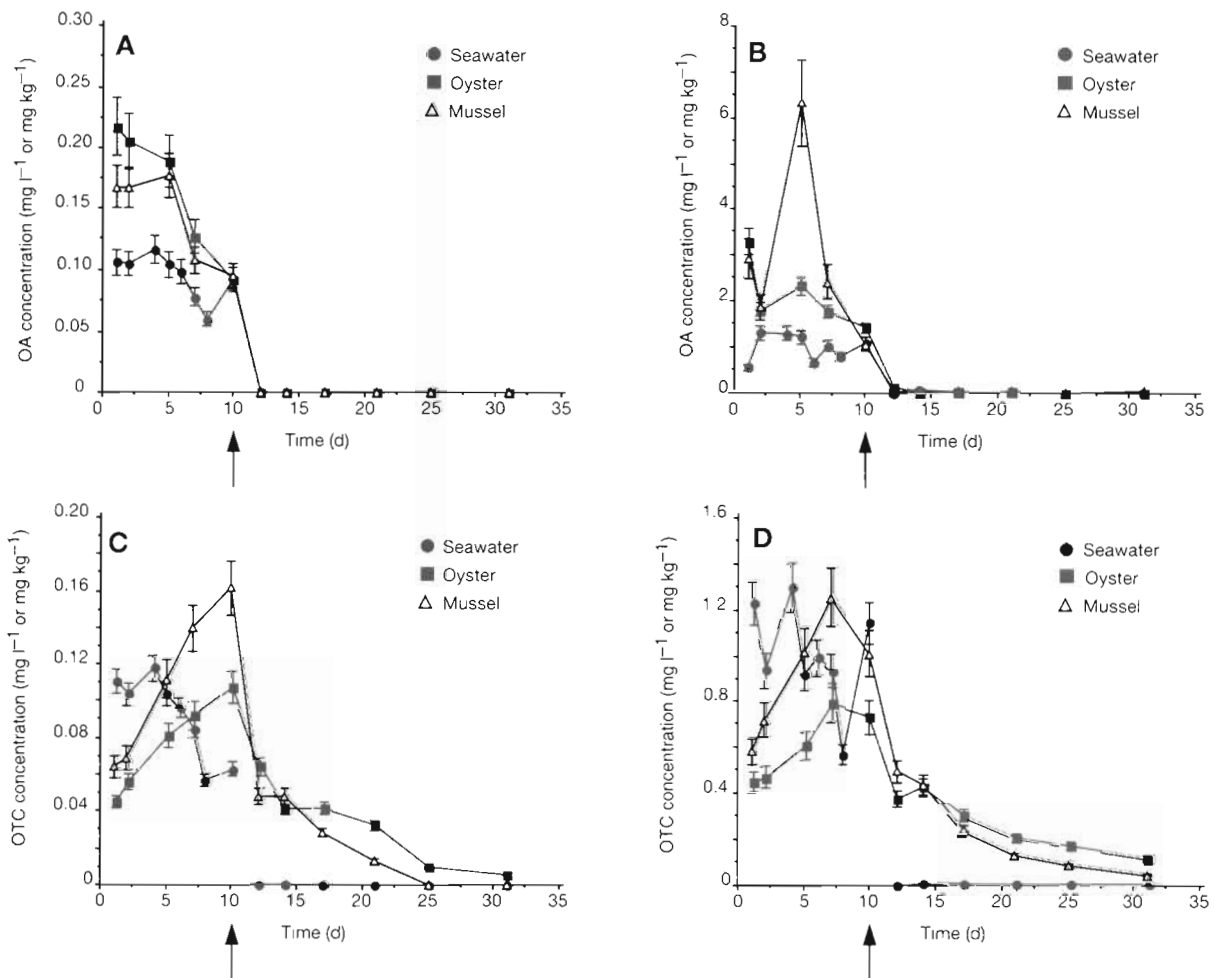 A
Seawater
Oyster
Mussel
OA concentration (mg l⁻¹ or mg kg⁻¹)
0.30
0.25
0.20
0.15
0.10
0.05
0
0 5 10 15 20 25 30 35
Time (d)
B
Seawater
Oyster
Mussel
OA concentration (mg l⁻¹ or mg kg⁻¹)
8
6
4
2
0
0 5 10 15 20 25 30 35
Time (d)
C
Seawater
Oyster
Mussel
OTC concentration (mg l⁻¹ or mg kg⁻¹)
0.20
0.16
0.12
0.08
0.04
0
0 5 10 15 20 25 30 35
Time (d)
D
Seawater
Oyster
Mussel
OTC concentration (mg l⁻¹ or mg kg⁻¹)
1.6
1.2
0.8
0.4
0
0 5 10 15 20 25 30 35
Time (d)